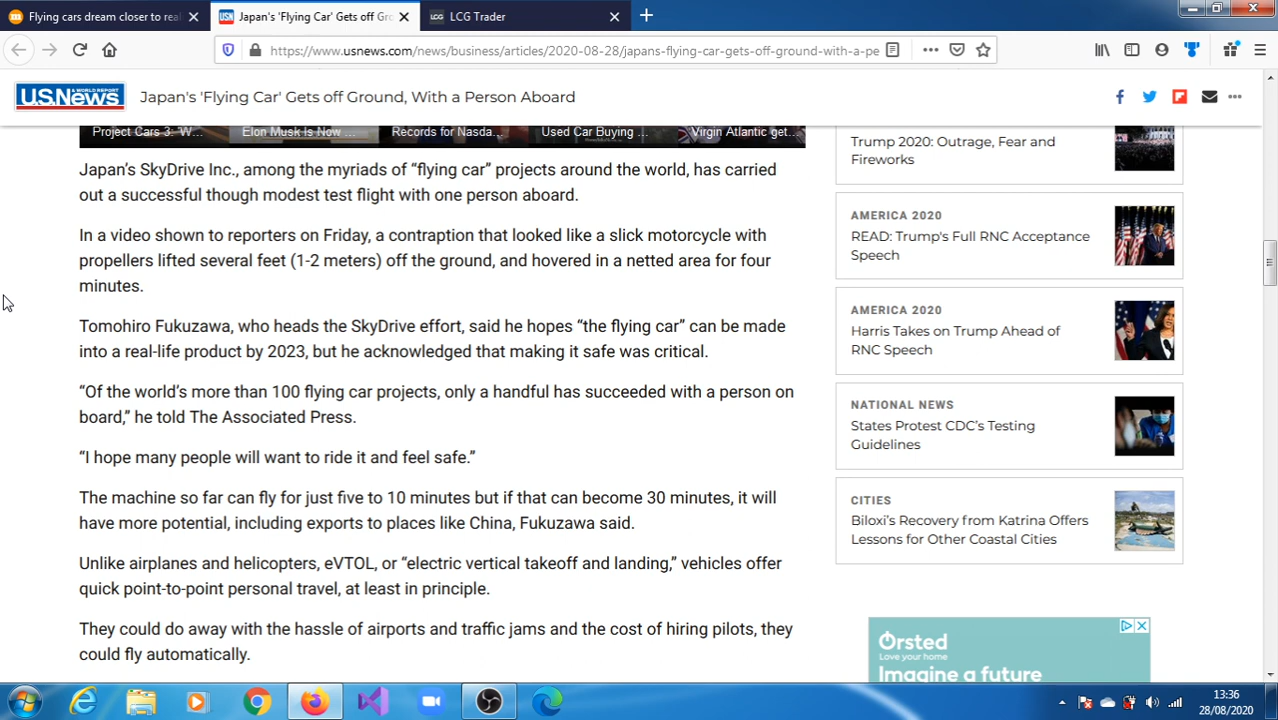 Flying cars dream closer to real
Japan's 'Flying Car' Gets off Gro
LCG
LCG Trader
https://www.usnews.com/news/business/articles/2020-08-28/japans-flying-car-gets-off-ground-with-a-pe
U.S.News
& WORLD REPORT
Japan's 'Flying Car' Gets off Ground, With a Person Aboard
Project Cars 3: 'W...
Elon Musk Is Now ...
Records for Nasda...
Used Car Buying ...
Virgin Atlantic get...
Japan's SkyDrive Inc., among the myriads of “flying car” projects around the world, has carried
out a successful though modest test flight with one person aboard.
In a video shown to reporters on Friday, a contraption that looked like a slick motorcycle with
propellers lifted several feet (1-2 meters) off the ground, and hovered in a netted area for four
minutes.
Tomohiro Fukuzawa, who heads the SkyDrive effort, said he hopes “the flying car” can be made
into a real-life product by 2023, but he acknowledged that making it safe was critical.
“Of the world's more than 100 flying car projects, only a handful has succeeded with a person on
board,” he told The Associated Press.
“I hope many people will want to ride it and feel safe.”
The machine so far can fly for just five to 10 minutes but if that can become 30 minutes, it will
have more potential, including exports to places like China, Fukuzawa said.
Unlike airplanes and helicopters, eVTOL, or “electric vertical takeoff and landing,” vehicles offer
quick point-to-point personal travel, at least in principle.
They could do away with the hassle of airports and traffic jams and the cost of hiring pilots, they
could fly automatically.
Trump 2020: Outrage, Fear and
Fireworks
AMERICA 2020
READ: Trump's Full RNC Acceptance
Speech
AMERICA 2020
Harris Takes on Trump Ahead of
RNC Speech
NATIONAL NEWS
States Protest CDC's Testing
Guidelines
CITIES
Biloxi's Recovery from Katrina Offers
Lessons for Other Coastal Cities
Ørsted
Love your home
Imagine a future
13:36
28/08/2020